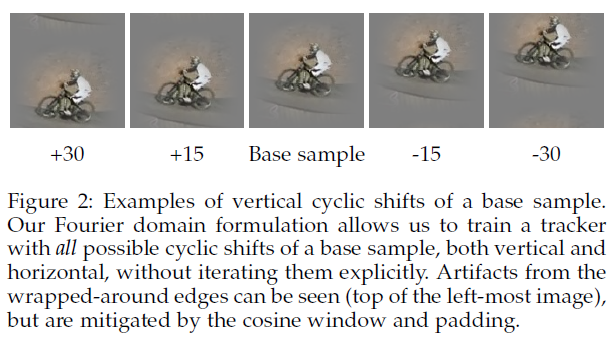 +30 +15 Base sample -15 -30
Figure 2: Examples of vertical cyclic shifts of a base sample.
Our Fourier domain formulation allows us to train a tracker
with all possible cyclic shifts of a base sample, both vertical and
horizontal, without iterating them explicitly. Artifacts from the
wrapped-around edges can be seen (top of the left-most image),
but are mitigated by the cosine window and padding.